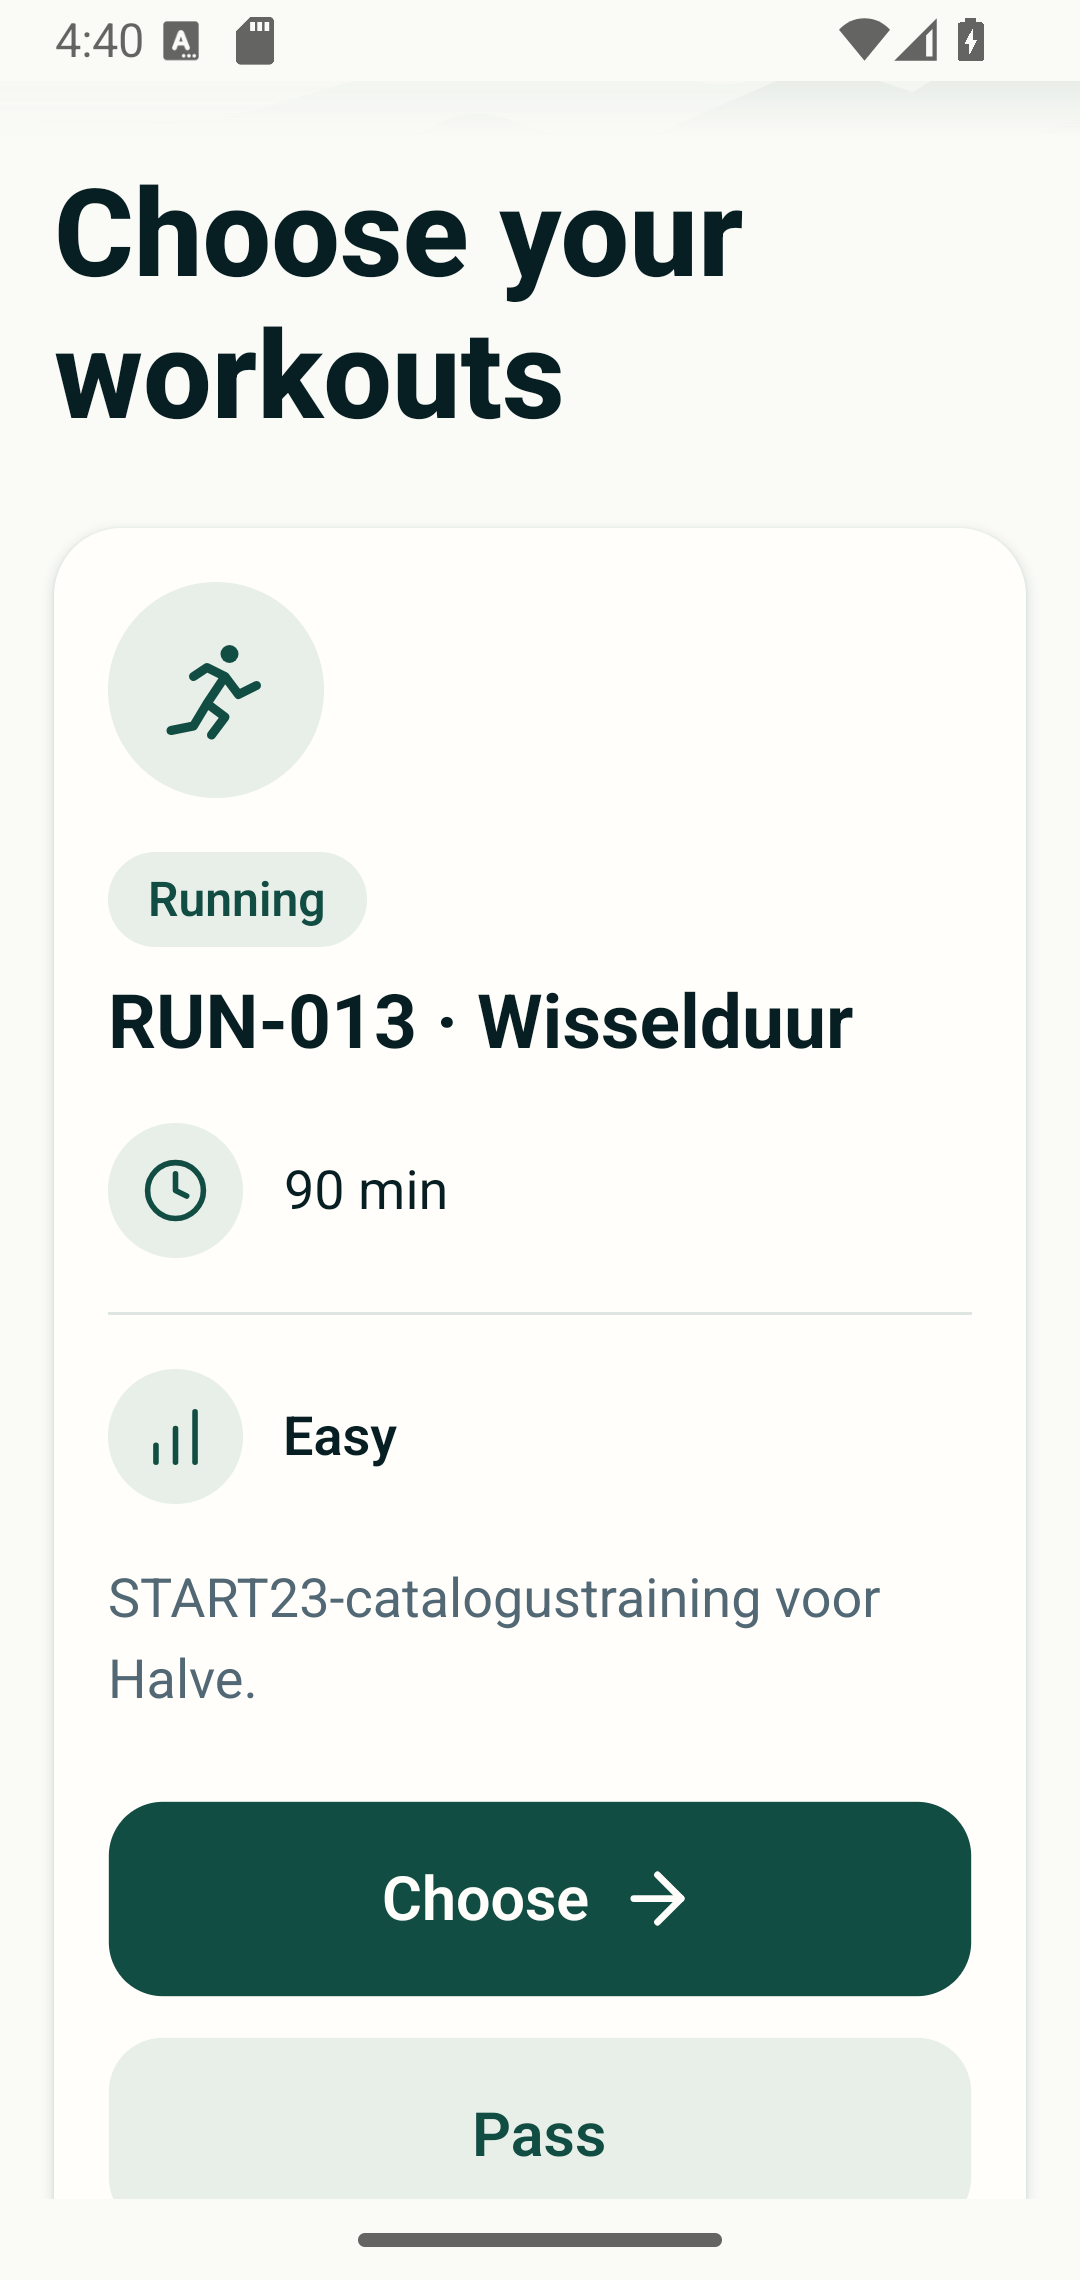 4:40
Choose your
workouts
Running
RUN-013 · Wisselduur
90 min
Easy
START23-catalogustraining voor
Halve.
Choose
Pass